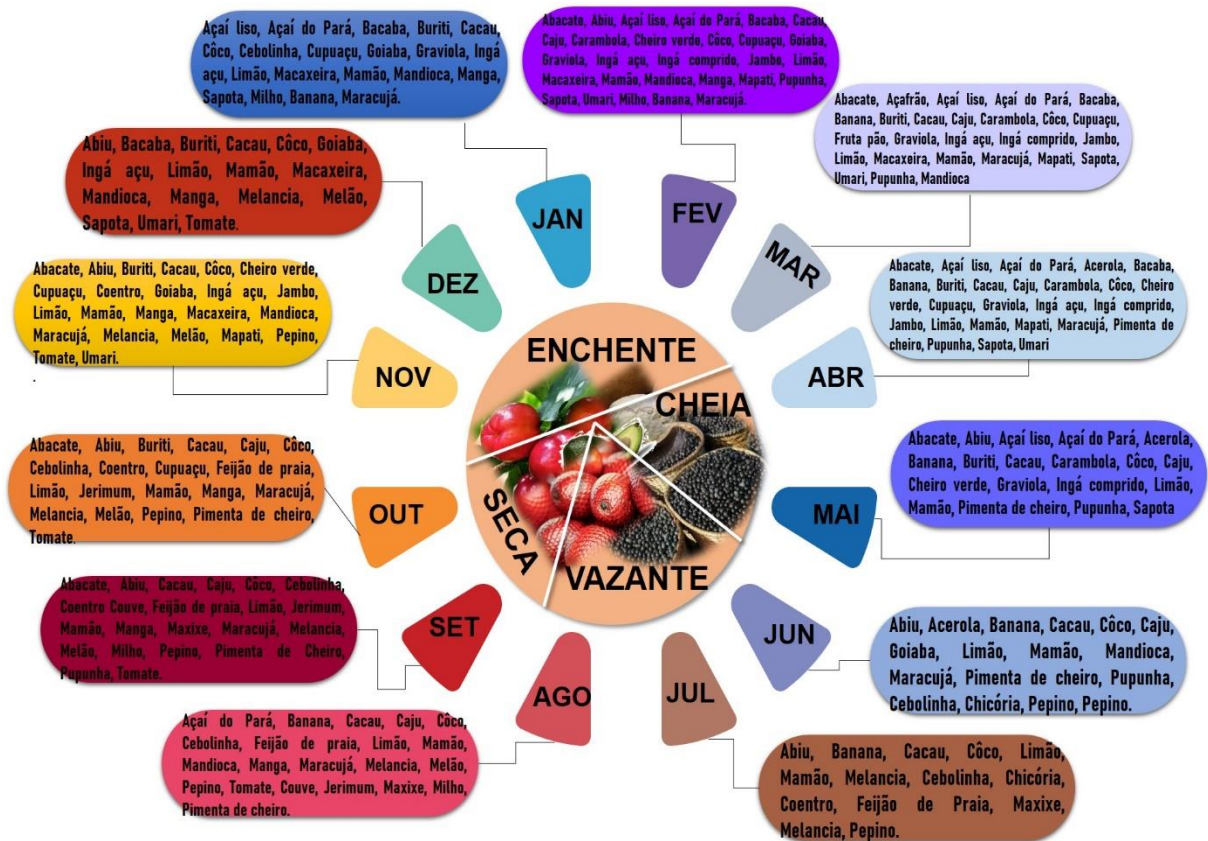 Açaí liso, Açaí do Pará, Bacaba, Buriti, Cacau,
Côco, Cebolinha, Cupuaçu, Goiaba, Graviola, Ingá
açu, Limão, Macaxeira, Mamão, Mandioca, Manga,
Sapota, Milho, Banana, Maracujá.
JAN
Abacate, Abiu, Açaí liso, Açaí do Pará, Bacaba, Cacau,
Caju, Carambola, Cheiro verde, Côco, Cupuaçu, Goiaba,
Graviola, Ingá açu, Ingá comprido, Jambo, Limão,
Macaxeira, Mamão, Mandioca, Manga, Mapati, Pupunha,
Sapota, Umari, Milho, Banana, Maracujá.
FEV
Abacate, Açafrão, Açaí liso, Açaí do Pará, Bacaba,
Banana, Buriti, Cacau, Caju, Carambola, Côco, Cupuaçu,
Fruta pão, Graviola, Ingá açu, Ingá comprido, Jambo,
Limão, Macaxeira, Mamão, Maracujá, Mapati, Sapota,
Umari, Pupunha, Mandioca
MAR
Abacate, Açaí liso, Açaí do Pará, Acerola, Bacaba,
Banana, Buriti, Cacau, Caju, Carambola, Côco, Cheiro
verde, Cupuaçu, Graviola, Ingá açu, Ingá comprido,
Jambo, Limão, Mamão, Mapati, Maracujá, Pimenta de
cheiro, Pupunha, Sapota, Umari
ABR
Abacate, Abiu, Açaí liso, Açaí do Pará, Acerola,
Banana, Buriti, Cacau, Carambola, Côco, Caju,
Cheiro verde, Graviola, Ingá comprido, Limão,
Mamão, Pimenta de cheiro, Pupunha, Sapota
MAI
Abiu, Acerola, Banana, Cacau, Côco, Caju,
Goiaba, Limão, Mamão, Mandioca,
Maracujá, Pimenta de cheiro, Pupunha,
Cebolinha, Chicória, Pepino, Pepino.
JUN
Abiu, Banana, Cacau, Côco, Limão,
Mamão, Melancia, Cebolinha, Chicória,
Coentro, Feijão de Praia, Maxixe,
Melancia, Pepino.
JUL
Açaí do Pará, Banana, Cacau, Caju, Côco,
Cebolinha, Feijão de praia, Limão, Mamão,
Mandioca, Manga, Maracujá, Melancia, Melão,
Pepino, Tomate, Couve, Jerimum, Maxixe, Milho,
Pimenta de cheiro.
AGO
Abacate, Abiu, Cacau, Caju, Côco, Cebolinha,
Coentro Couve, Feijão de praia, Limão, Jerimum,
Mamão, Manga, Maxixe, Maracujá, Melancia,
Melão, Milho, Pepino, Pimenta de Cheiro,
Pupunha, Tomate.
SET
Abacate, Abiu, Buriti, Cacau, Caju, Côco,
Cebolinha, Coentro, Cupuaçu, Feijão de praia,
Limão, Jerimum, Mamão, Manga, Maracujá,
Melancia, Melão, Pepino, Pimenta de cheiro,
Tomate.
OUT
Abacate, Abiu, Buriti, Cacau, Côco, Cheiro verde,
Cupuaçu, Coentro, Goiaba, Ingá açu, Jambo,
Limão, Mamão, Manga, Macaxeira, Mandioca,
Maracujá, Melancia, Melão, Mapati, Pepino,
Tomate, Umari.
.
NOV
Abiu, Bacaba, Buriti, Cacau, Côco, Goiaba,
Ingá açu, Limão, Mamão, Macaxeira,
Mandioca, Manga, Melancia, Melão,
Sapota, Umari, Tomate.
DEZ
ENCHENTE
CHEIA
VAZANTE
SECA